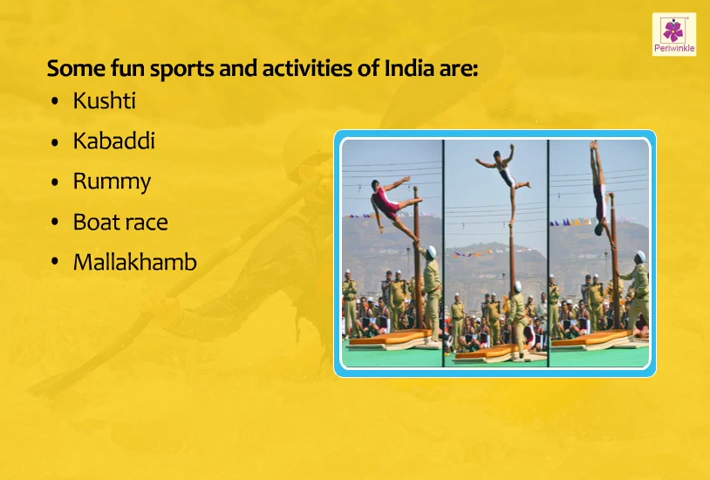 Periwinkle
Some fun sports and activities of India are:
• Kushti
• Kabaddi
• Rummy
• Boat race
• Mallakhamb